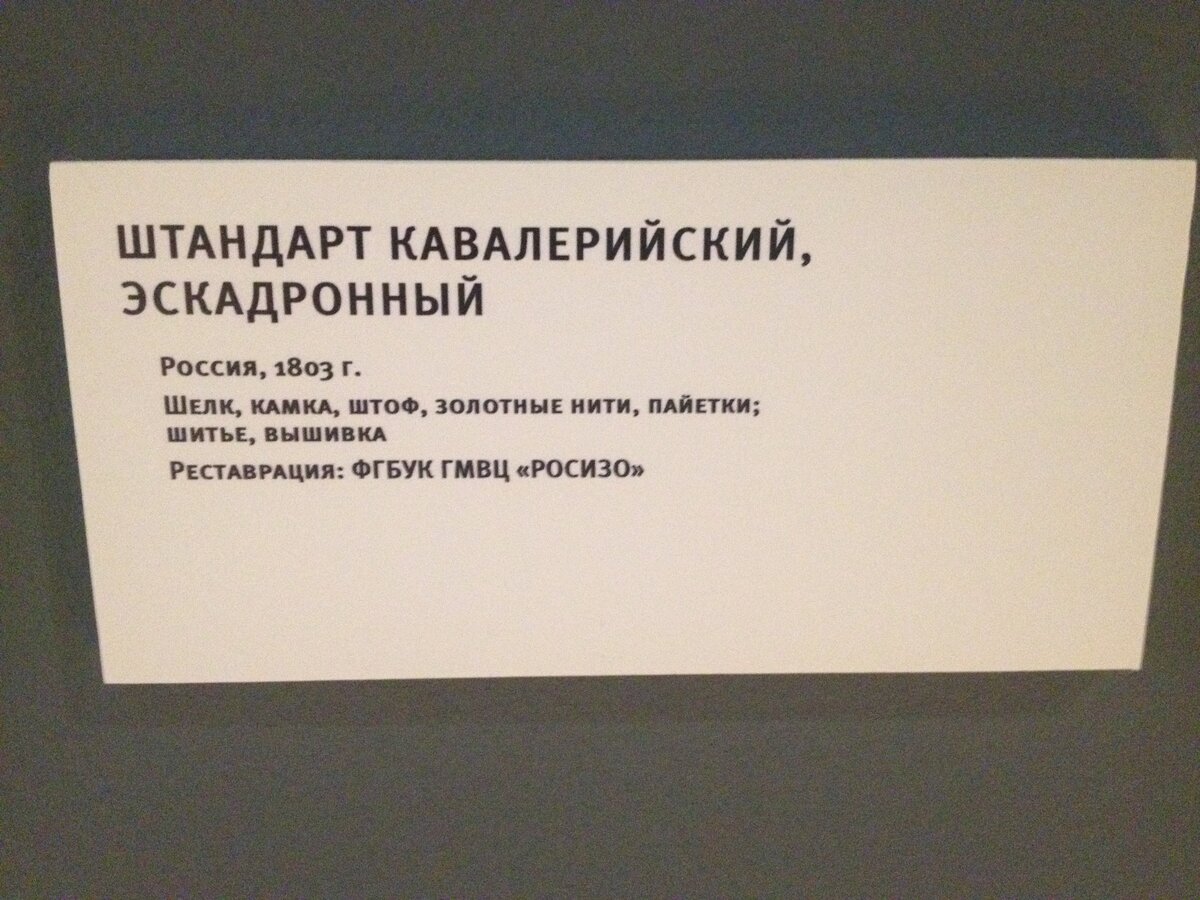 ШТАНДАРТ КАВАЛЕРИЙСКИЙ,
ЭСКАДРОННЫЙ
Россия, 1803 г.
Шелк, камка, штоф, золотные нити, пайетки;
шитье, вышивка
Реставрация: ФГБУК ГМВЦ «РОСИЗО»